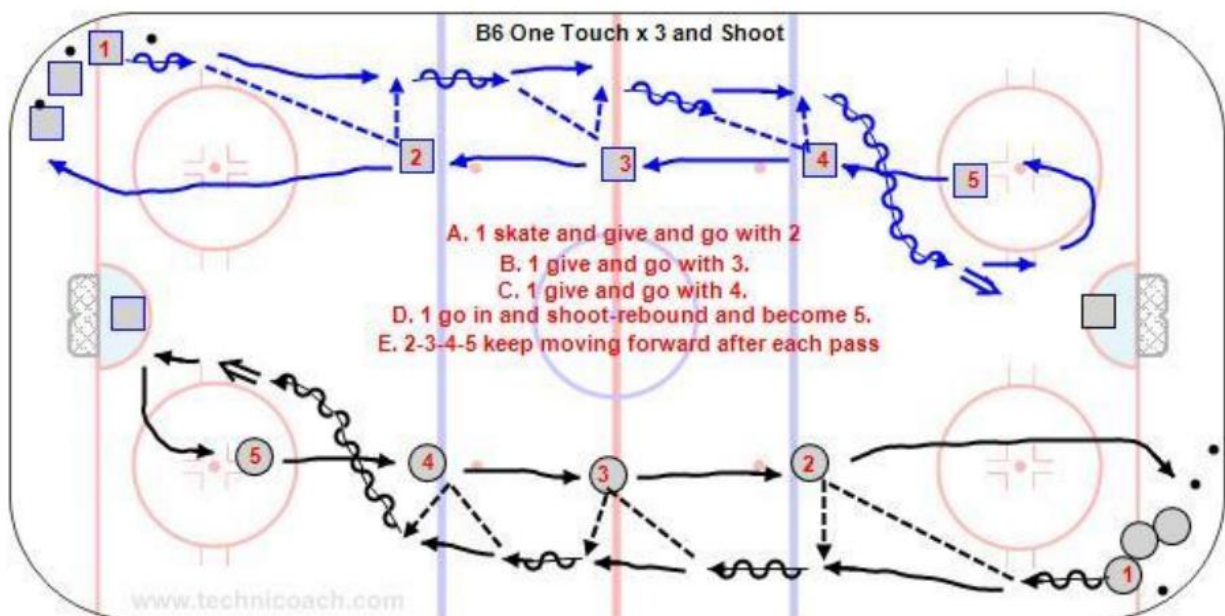 B6 One Touch x 3 and Shoot
1
2
3
4
5
A. 1 skate and give and go with 2
B. 1 give and go with 3.
C. 1 give and go with 4.
D. 1 go in and shoot-rebound and become 5.
E. 2-3-4-5 keep moving forward after each pass
5
4
3
2
1
www.technicoach.com